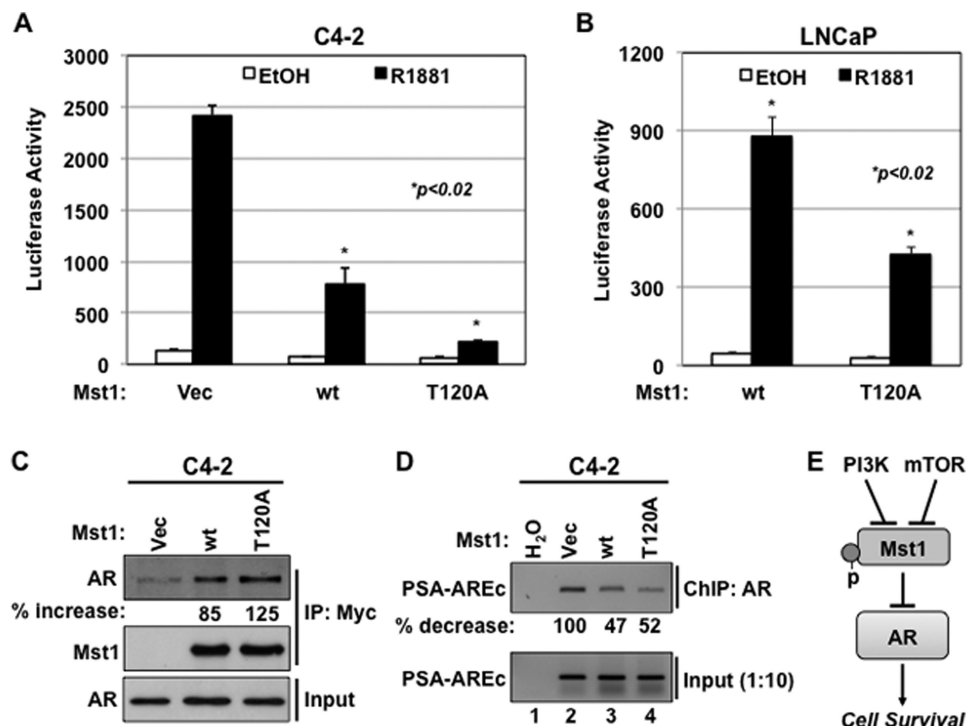 A
C4-2
EtOH R1881
Luciferase Activity
3000
2500
2000
1500
1000
500
0
*p<0.02
*
*
Mst1: Vec wt T120A
B
LNCaP
EtOH R1881
Luciferase Activity
1200
900
600
300
0
*p<0.02
*
*
Mst1: wt T120A
C
C4-2
Mst1: Vec wt T120A
AR
% increase: 85 125
Mst1
IP: Myc
AR Input
D
C4-2
Mst1: H2O Vec wt T120A
PSA-AREc ChIP: AR
% decrease: 100 47 52
PSA-AREc Input (1:10)
1 2 3 4
E
PI3K mTOR
Mst1
p
AR
Cell Survival